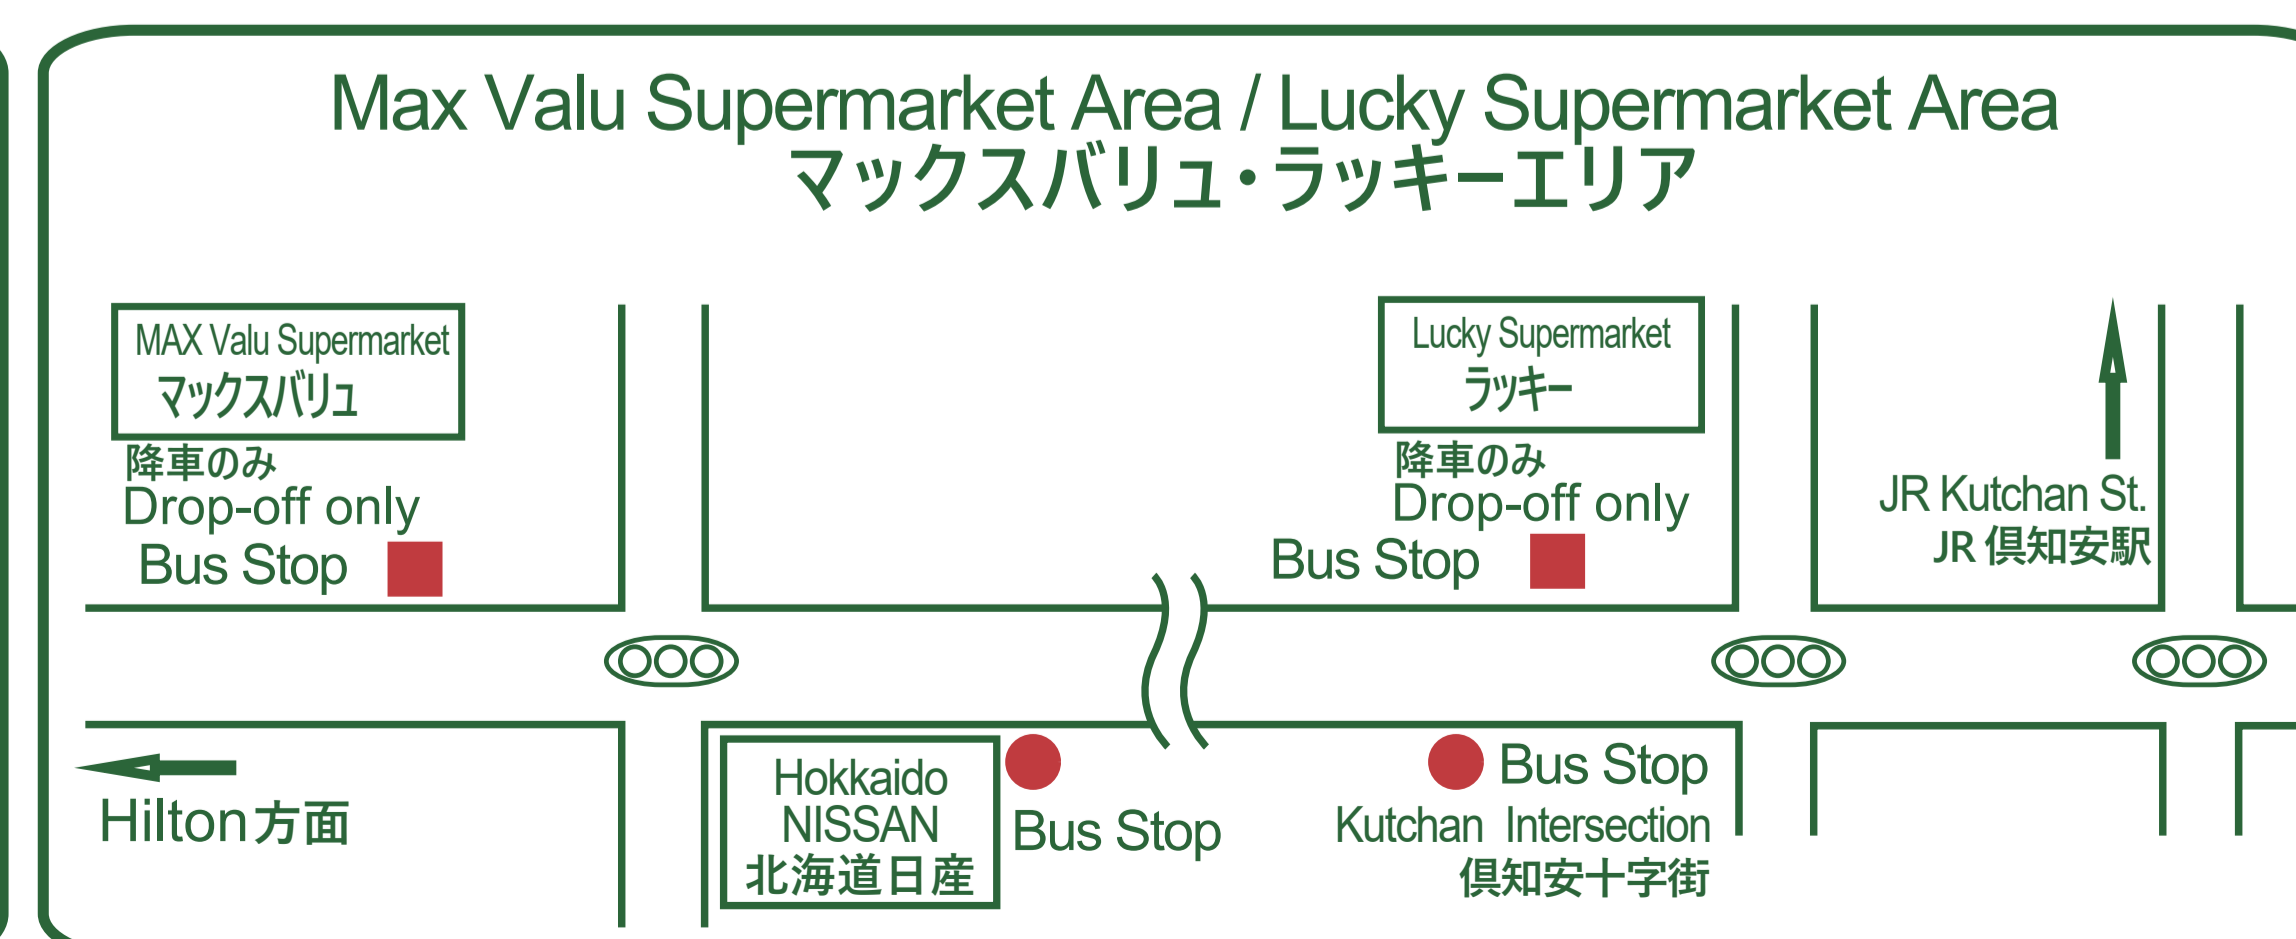 Max Valu Supermarket Area / Lucky Supermarket Area
マックスバリュ・ラッキーエリア
MAX Valu Supermarket
マックスバリュ
降車のみ
Drop-off only
Bus Stop
Lucky Supermarket
ラッキー
降車のみ
Drop-off only
Bus Stop
JR Kutchan St.
JR 倶知安駅
Hilton方面
Hokkaido
NISSAN
北海道日産
Bus Stop
Bus Stop
Kutchan Intersection
倶知安十字街